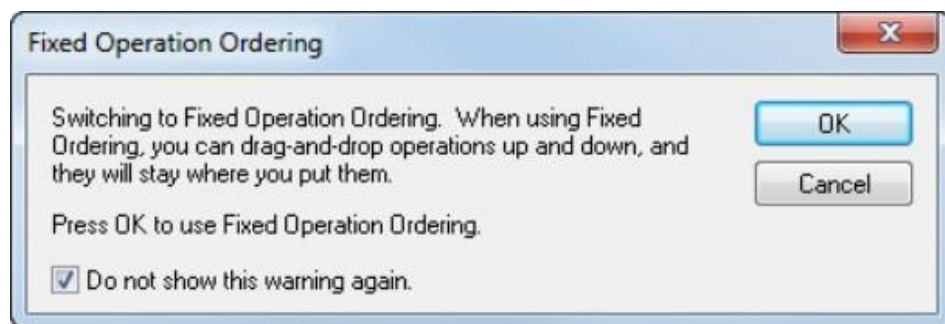 Fixed Operation Ordering
Switching to Fixed Operation Ordering.  When using Fixed
Ordering, you can drag-and-drop operations up and down, and
they will stay where you put them.
OK
Cancel
Press OK to use Fixed Operation Ordering.
Do not show this warning again.